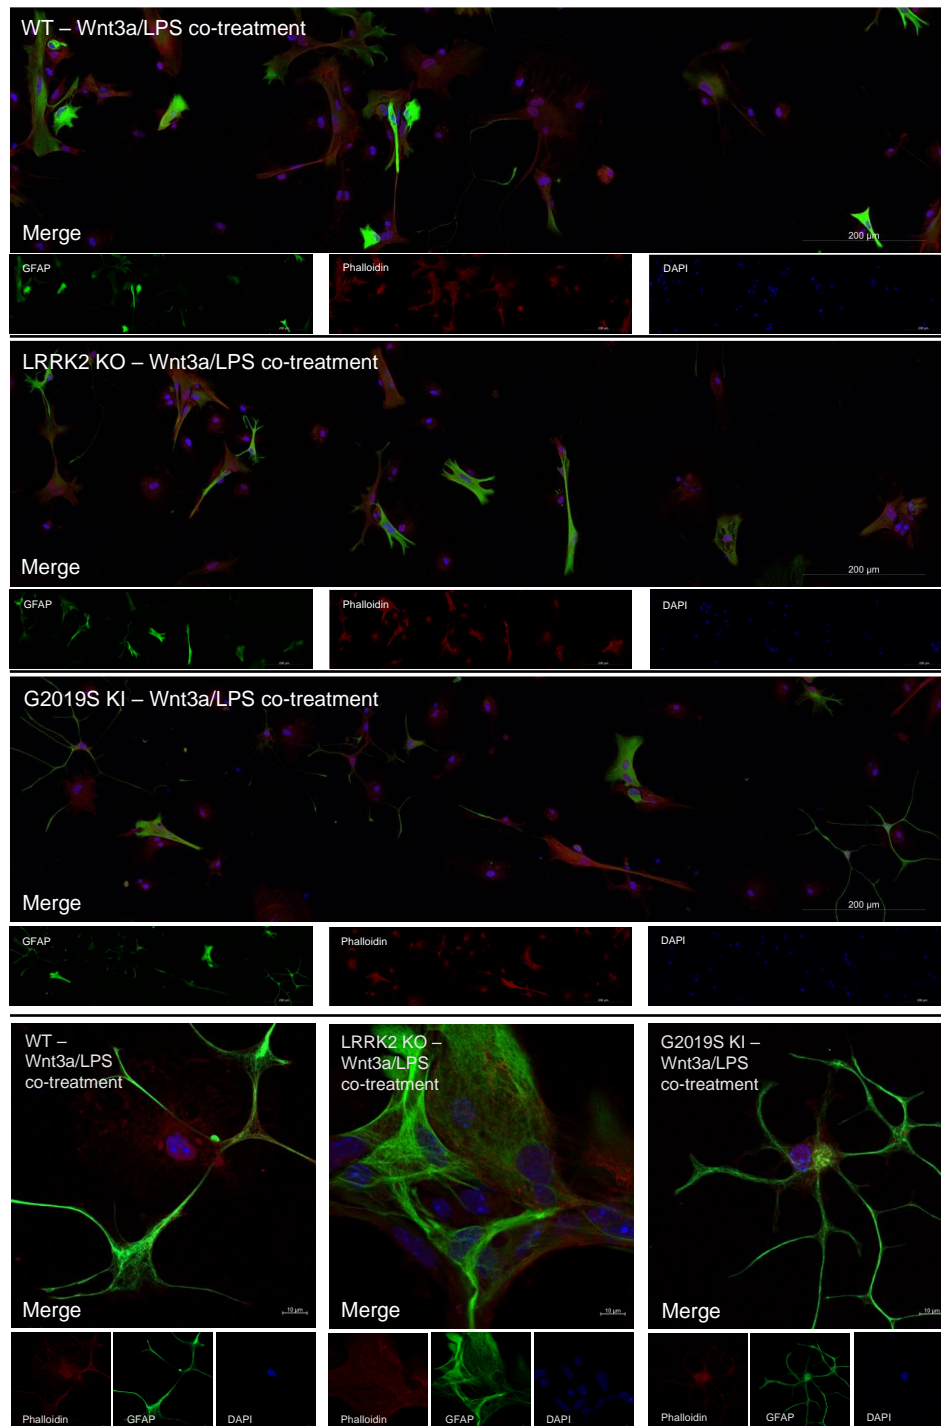 WT – Wnt3a/LPS co-treatment
Merge
200 µm
GFAP
Phalloidin
DAPI
LRRK2 KO – Wnt3a/LPS co-treatment
Merge
200 µm
GFAP
Phalloidin
DAPI
G2019S KI – Wnt3a/LPS co-treatment
Merge
200 µm
GFAP
Phalloidin
DAPI
WT –
Wnt3a/LPS
co-treatment
Merge
10 µm
LRRK2 KO –
Wnt3a/LPS
co-treatment
Merge
10 µm
G2019S KI –
Wnt3a/LPS
co-treatment
Merge
10 µm
Phalloidin
GFAP
DAPI
Phalloidin
GFAP
DAPI
Phalloidin
GFAP
DAPI